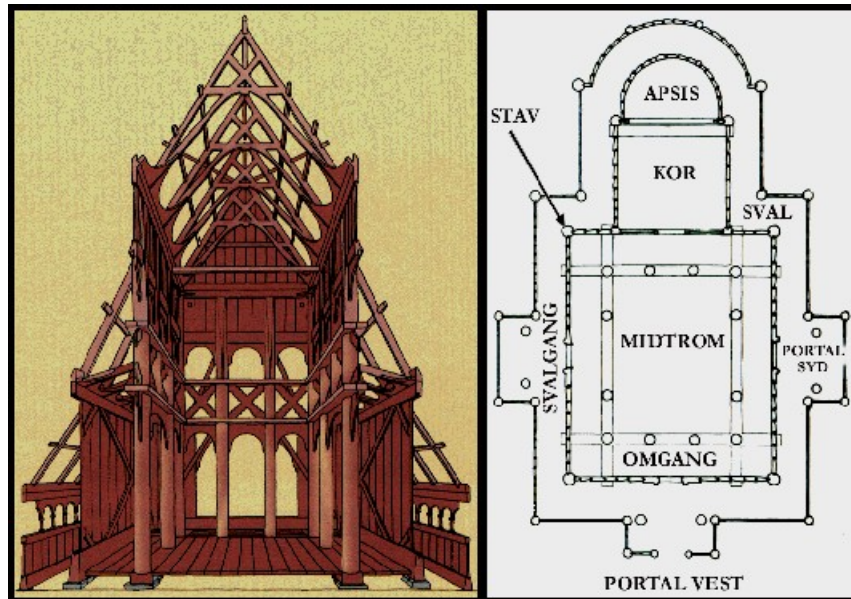 APSIS
STAV
KOR
SVAL
SVALGANG
MIDTROM
PORTAL
SYD
OMGANG
PORTAL VEST